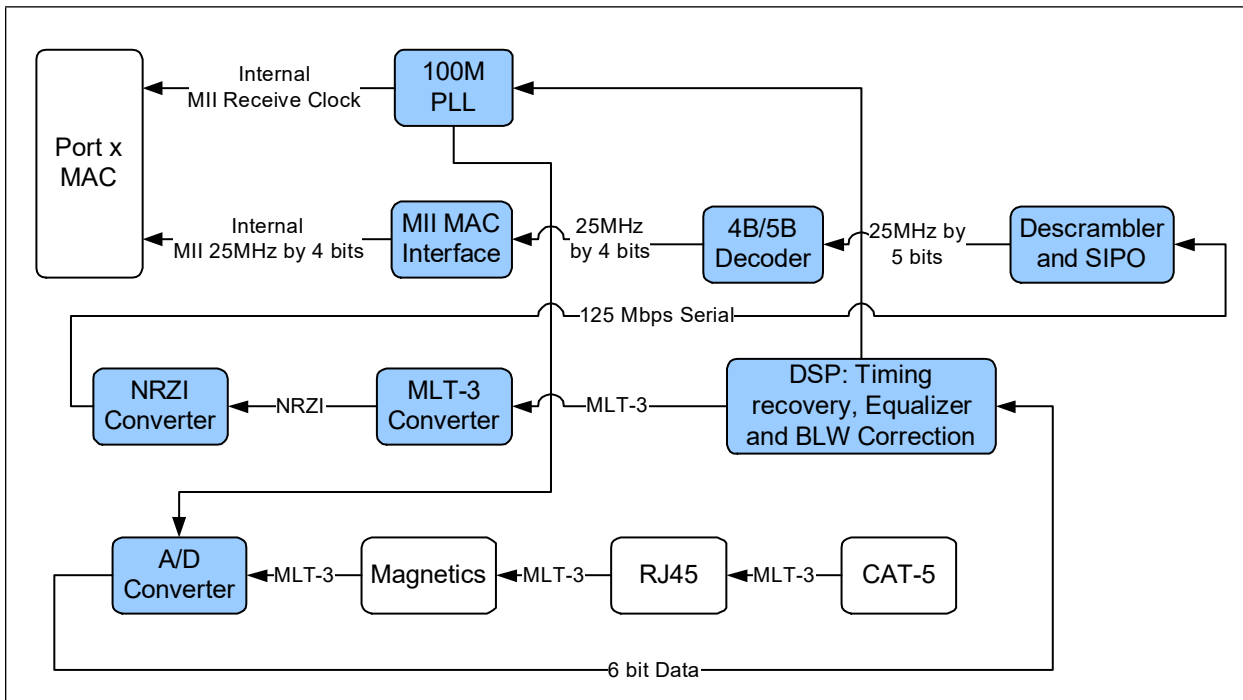 Port x
MAC
Internal
MII Receive Clock
100M
PLL
Internal
MII 25MHz by 4 bits
MII MAC
Interface
25MHz
by 4 bits
4B/5B
Decoder
25MHz by
5 bits
Descrambler
and SIPO
125 Mbps Serial
NRZI
Converter
NRZI
MLT-3
Converter
MLT-3
DSP: Timing
recovery, Equalizer
and BLW Correction
A/D
Converter
MLT-3
Magnetics
MLT-3
RJ45
MLT-3
CAT-5
6 bit Data